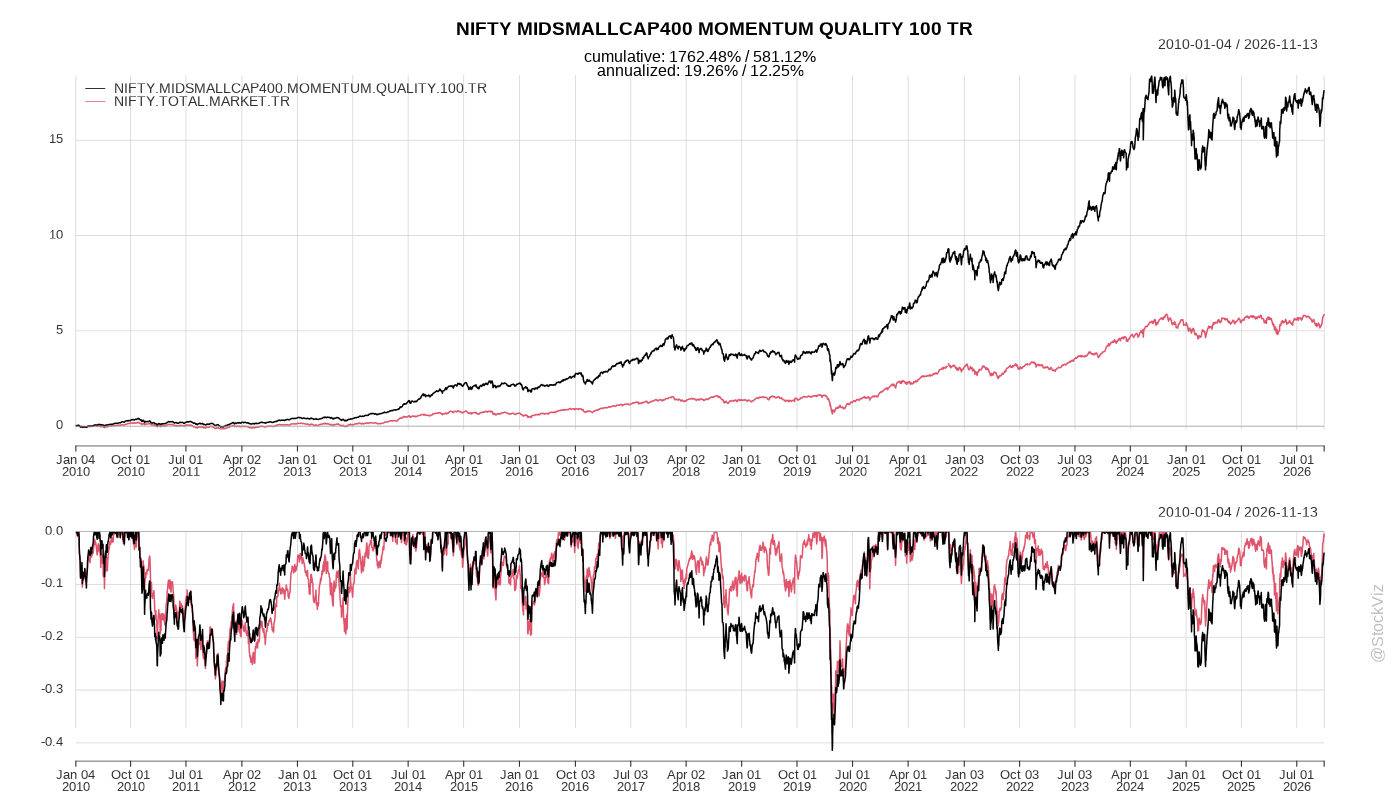 NIFTY MIDSMALLCAP400 MOMENTUM QUALITY 100 TR
2010-01-04 / 2026-11-13
cumulative: 1762.48% / 581.12%
annualized: 19.26% / 12.25%
NIFTY.MIDSMALLCAP400.MOMENTUM.QUALITY.100.TR
NIFTY.TOTAL.MARKET.TR
15
10
5
0
Jan 04 Oct 01 Jul 01 Apr 02 Jan 01 Oct 01 Jul 01 Apr 01 Jan 01 Oct 03 Jul 03 Apr 02 Jan 01 Oct 01 Jul 01 Apr 01 Jan 03 Oct 03 Jul 03 Apr 01 Jan 01 Oct 01 Jul 01
2010 2010 2011 2012 2013 2013 2014 2015 2016 2016 2017 2018 2019 2019 2020 2021 2022 2022 2023 2024 2025 2025 2026
2010-01-04 / 2026-11-13
0.0
-0.1
-0.2
-0.3
-0.4
Jan 04 Oct 01 Jul 01 Apr 02 Jan 01 Oct 01 Jul 01 Apr 01 Jan 01 Oct 03 Jul 03 Apr 02 Jan 01 Oct 01 Jul 01 Apr 01 Jan 03 Oct 03 Jul 03 Apr 01 Jan 01 Oct 01 Jul 01
2010 2010 2011 2012 2013 2013 2014 2015 2016 2016 2017 2018 2019 2019 2020 2021 2022 2022 2023 2024 2025 2025 2026
@StockViz